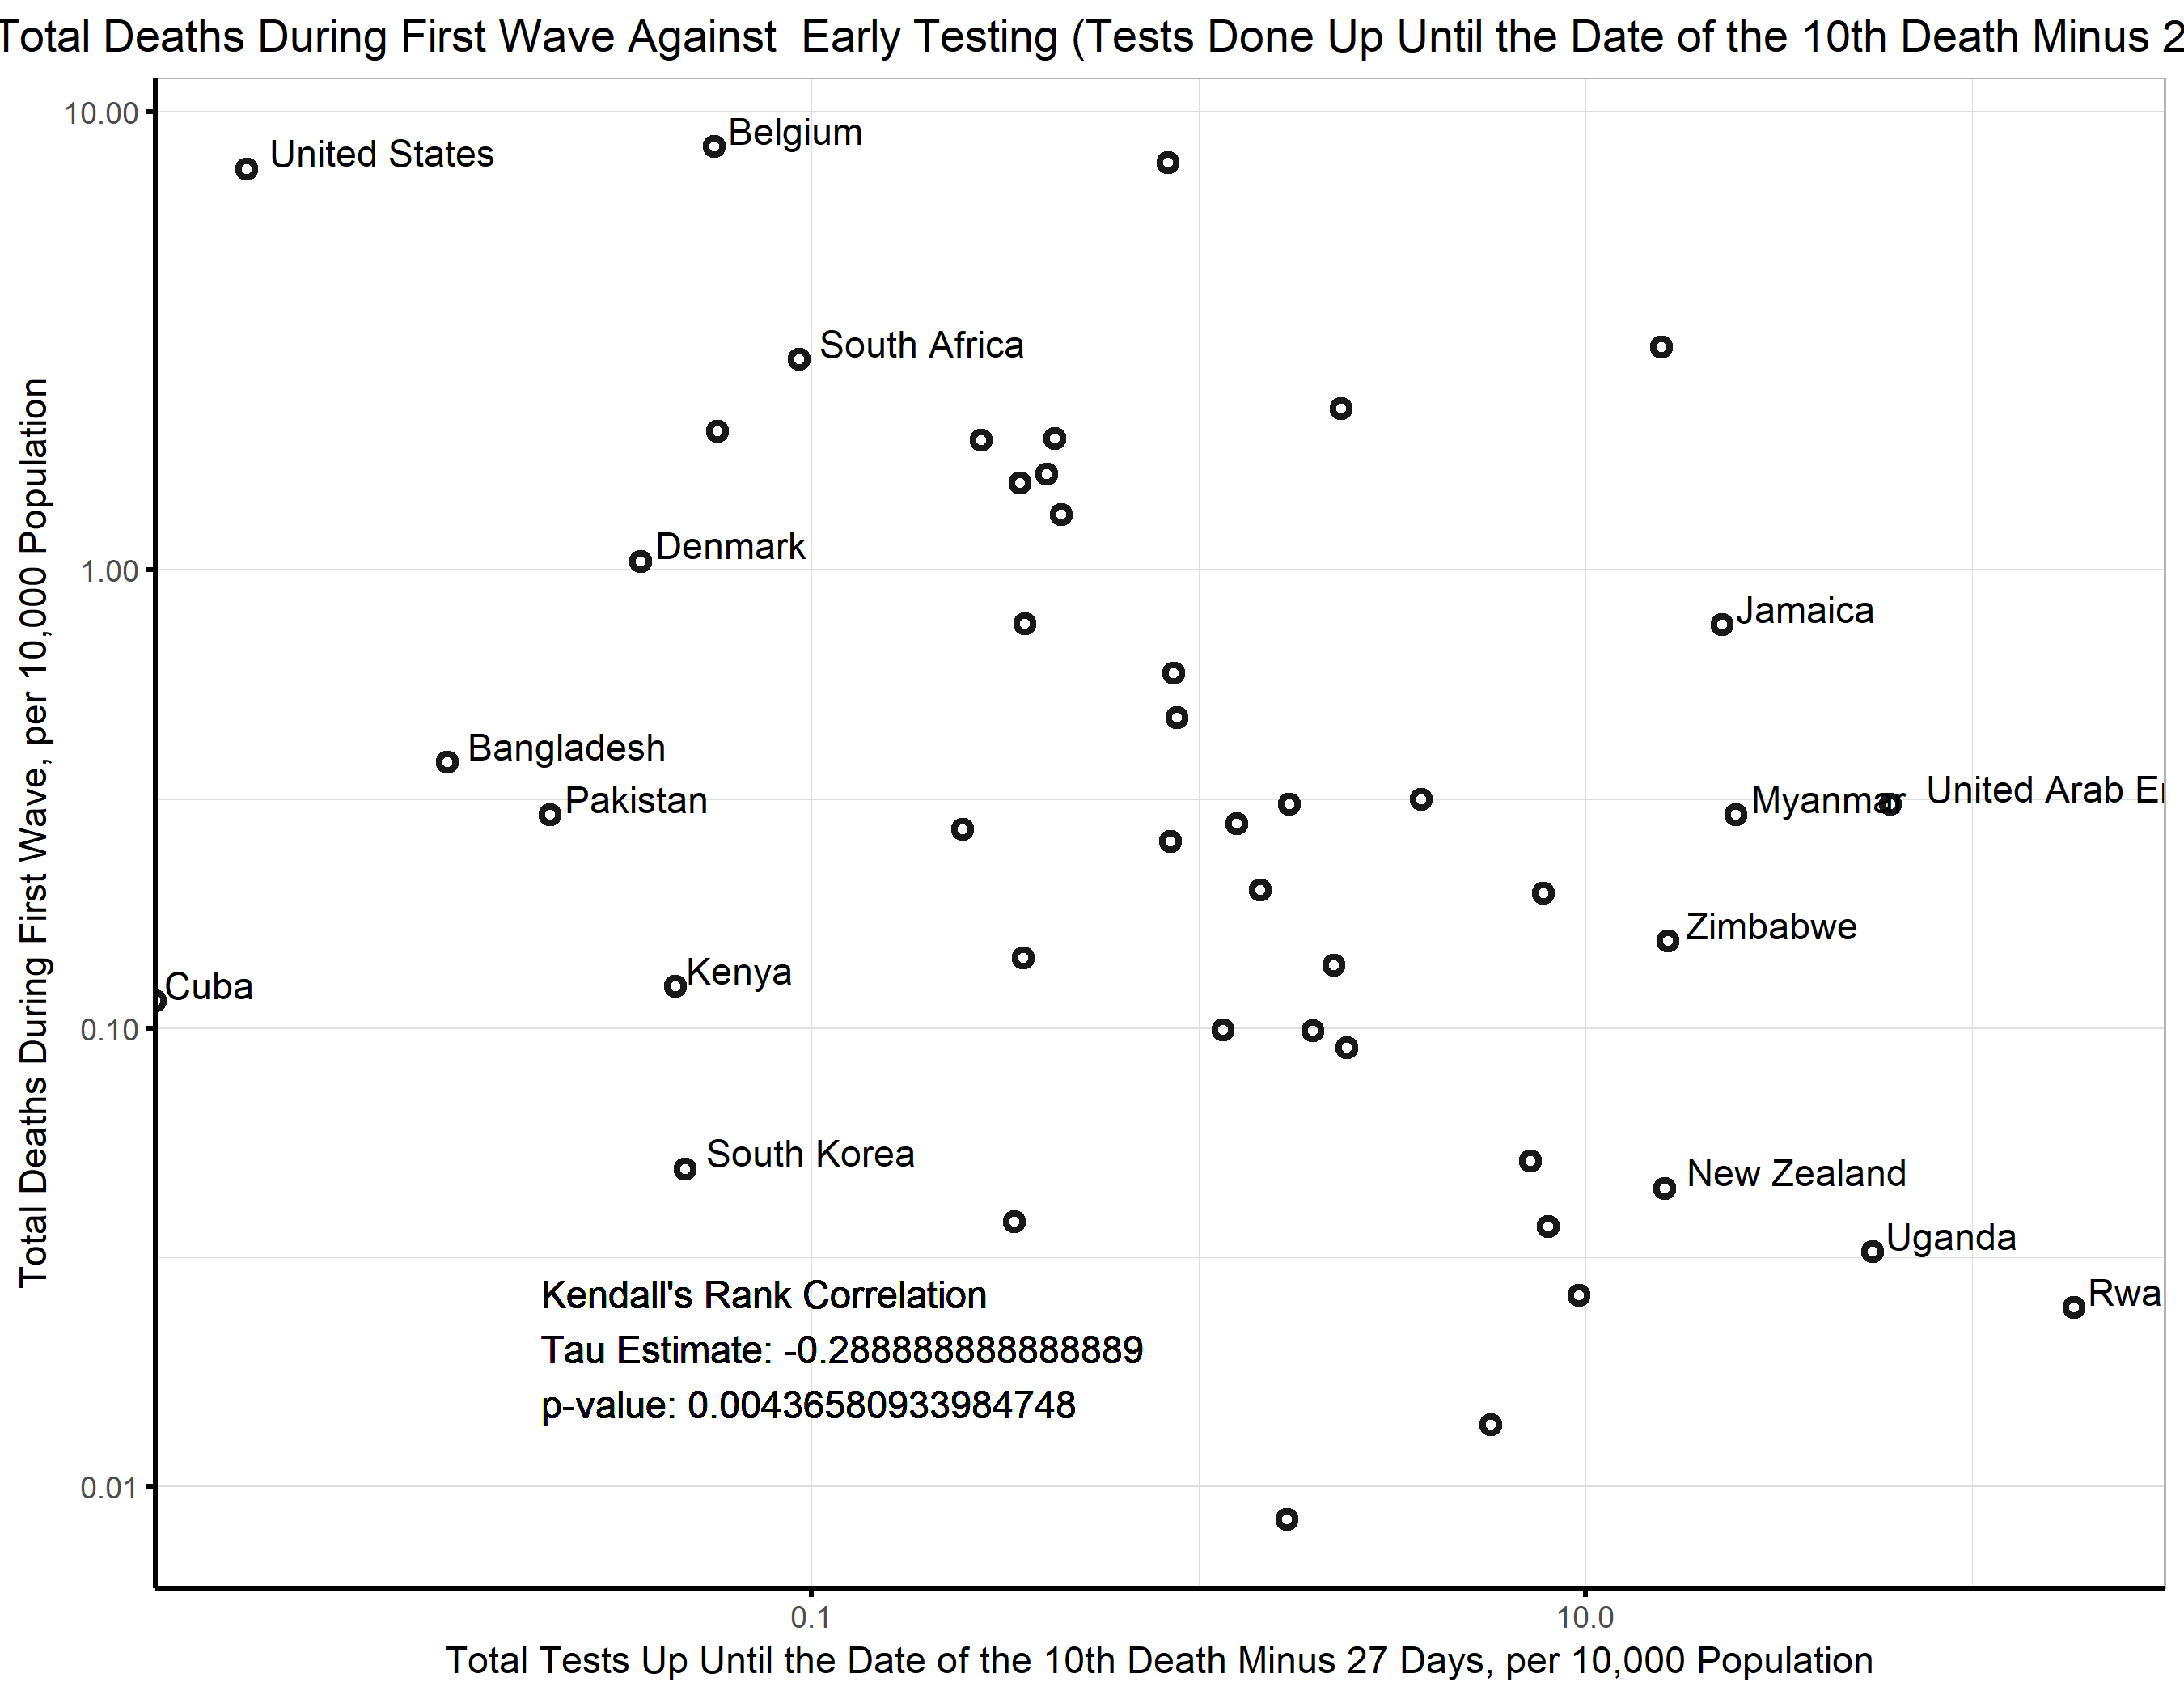 Total Deaths During First Wave Against  Early Testing (Tests Done Up Until the Date of the 10th Death Minus 2
10.00
Belgium
United States
South Africa
Denmark
1.00
Jamaica
Bangladesh
Pakistan
Myanmar
United Arab
Zimbabwe
Kenya
Cuba
0.10
South Korea
New Zealand
Uganda
Rwa
Kendall's Rank Correlation
Tau Estimate: -0.288888888888889
p-value: 0.00436580933984748
0.01
0.1
10.0
Total Tests Up Until the Date of the 10th Death Minus 27 Days, per 10,000 Population
Total Deaths During First Wave, per 10,000 Population